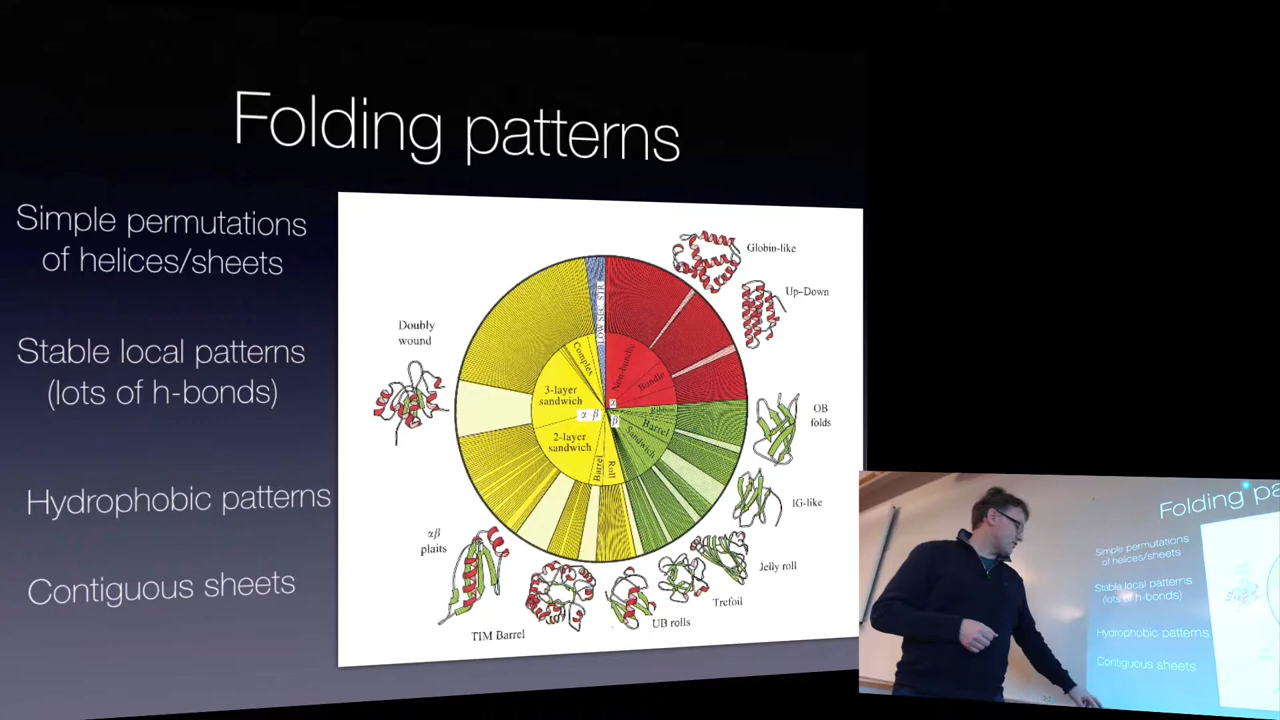 Folding patterns
Simple permutations
of helices/sheets
Stable local patterns
(lots of h-bonds)
Hydrophobic patterns
Contiguous sheets
Globin-like
Up-Down
OB
folds
IG-like
Jelly roll
Trefoil
UB rolls
TIM Barrel
αβ
plaits
Doubly
wound
LOW SEC. STR.
Non-bundle
Bundle
Ribbon
Barrel
Sandwich
Roll
Barrel
2-layer
sandwich
3-layer
sandwich
Complex
α
β
α-β
Folding pa
Simple permutations
of helices/sheets
Stable local patterns
(lots of h-bonds)
Hydrophobic patterns
Contiguous sheets